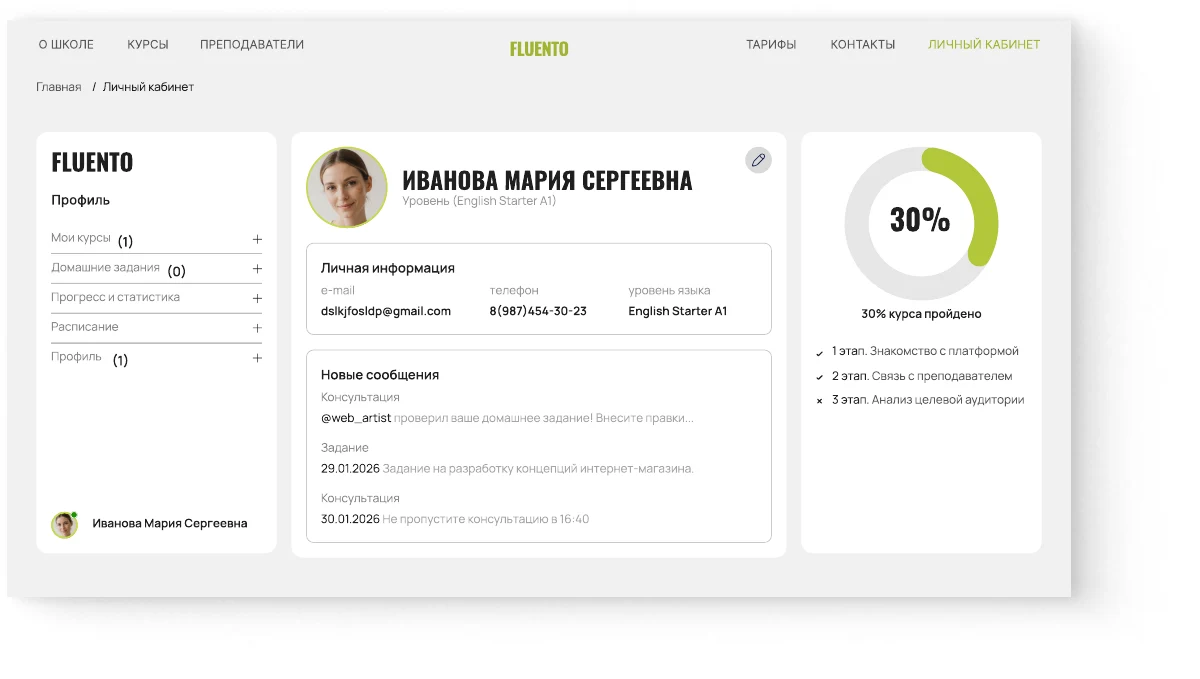 О ШКОЛЕ КУРСЫ ПРЕПОДАВАТЕЛИ FLUENTO ТАРИФЫ КОНТАКТЫ ЛИЧНЫЙ КАБИНЕТ
Главная / Личный кабинет
FLUENTO
Профиль
Мои курсы (1) +
Домашние задания (0) +
Прогресс и статистика +
Расписание +
Профиль (1) +
Иванова Мария Сергеевна
ИВАНОВА МАРИЯ СЕРГЕЕВНА
Уровень (English Starter A1)
Личная информация
e-mail телефон уровень языка
dslkjfosldp@gmail.com 8(987)454-30-23 English Starter A1
Новые сообщения
Консультация
@web_artist проверил ваше домашнее задание! Внесите правки...
Задание
29.01.2026 Задание на разработку концепций интернет-магазина.
Консультация
30.01.2026 Не пропустите консультацию в 16:40
30%
30% курса пройдено
1 этап. Знакомство с платформой
2 этап. Связь с преподавателем
3 этап. Анализ целевой аудитории